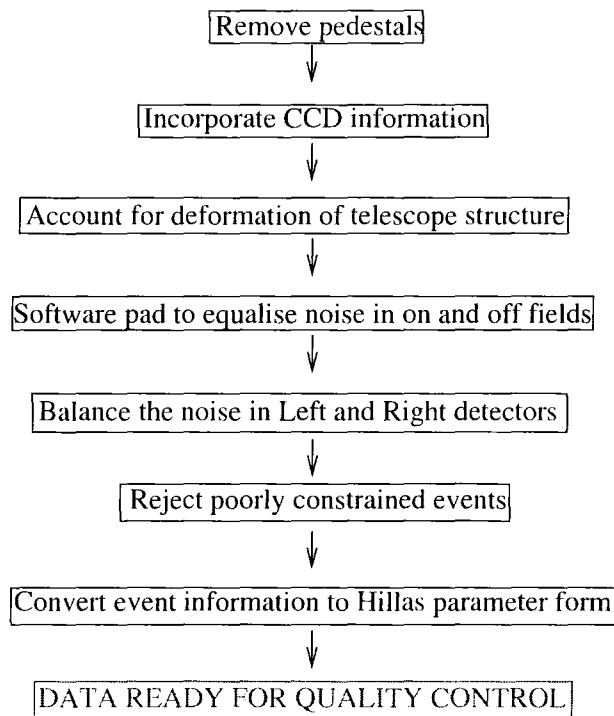 Remove pedestals
Incorporate CCD information
Account for deformation of telescope structure
Software pad to equalise noise in on and off fields
Balance the noise in Left and Right detectors
Reject poorly constrained events
Convert event information to Hillas parameter form
DATA READY FOR QUALITY CONTROL